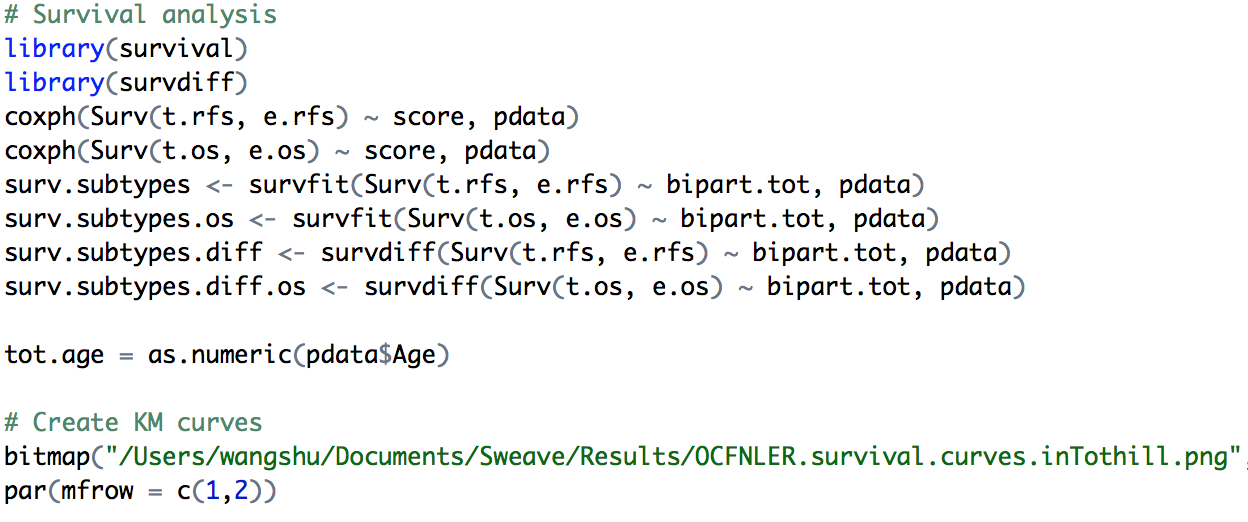 # Survival analysis
library(survival)
library(survdiff)
coxph(Surv(t.rfs, e.rfs) ~ score, pdata)
coxph(Surv(t.os, e.os) ~ score, pdata)
surv.subtypes <- survfit(Surv(t.rfs, e.rfs) ~ bipart.tot, pdata)
surv.subtypes.os <- survfit(Surv(t.os, e.os) ~ bipart.tot, pdata)
surv.subtypes.diff <- survdiff(Surv(t.rfs, e.rfs) ~ bipart.tot, pdata)
surv.subtypes.diff.os <- survdiff(Surv(t.os, e.os) ~ bipart.tot, pdata)
tot.age = as.numeric(pdata$Age)
# Create KM curves
bitmap("/Users/wangshu/Documents/Sweave/Results/OCFNLER.survival.curves.inTothill.png",
par(mfrow = c(1,2))